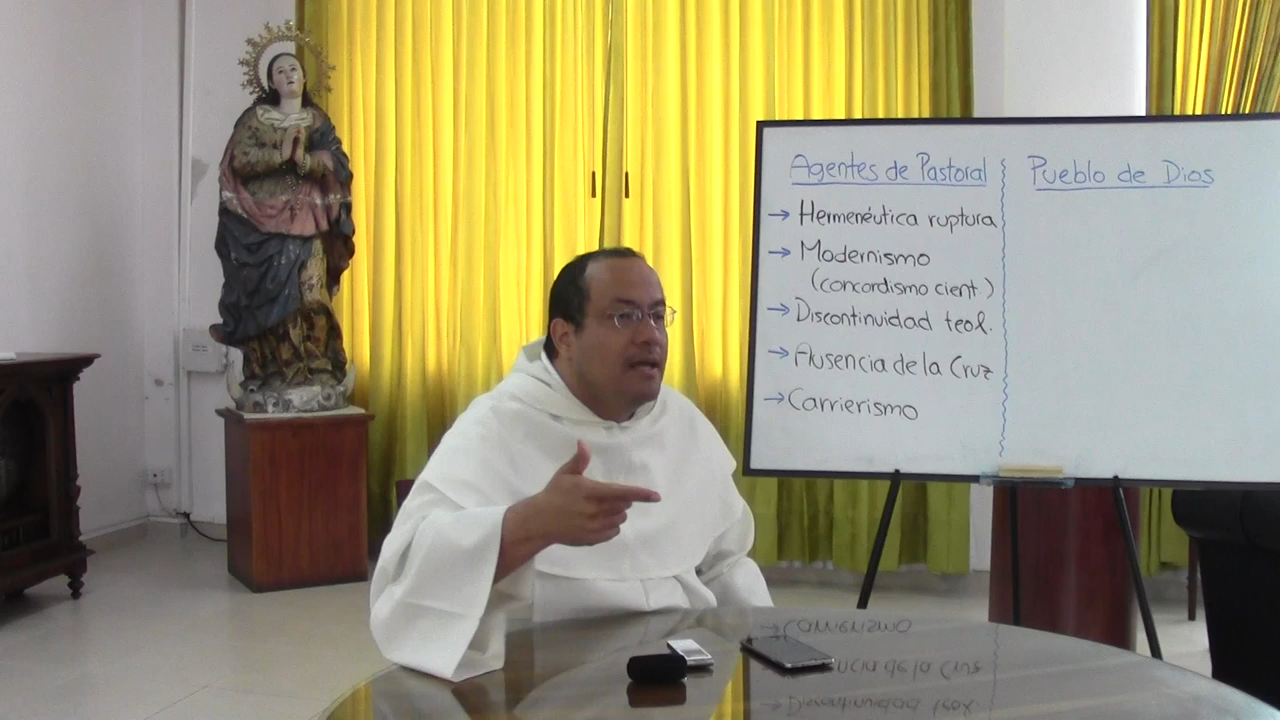 Agentes de Pastoral
→ Hermenéutica ruptura
→ Modernismo
(concordismo cient.)
→ Discontinuidad teol.
→ Ausencia de la Cruz
→ Carrierismo
Pueblo de Dios